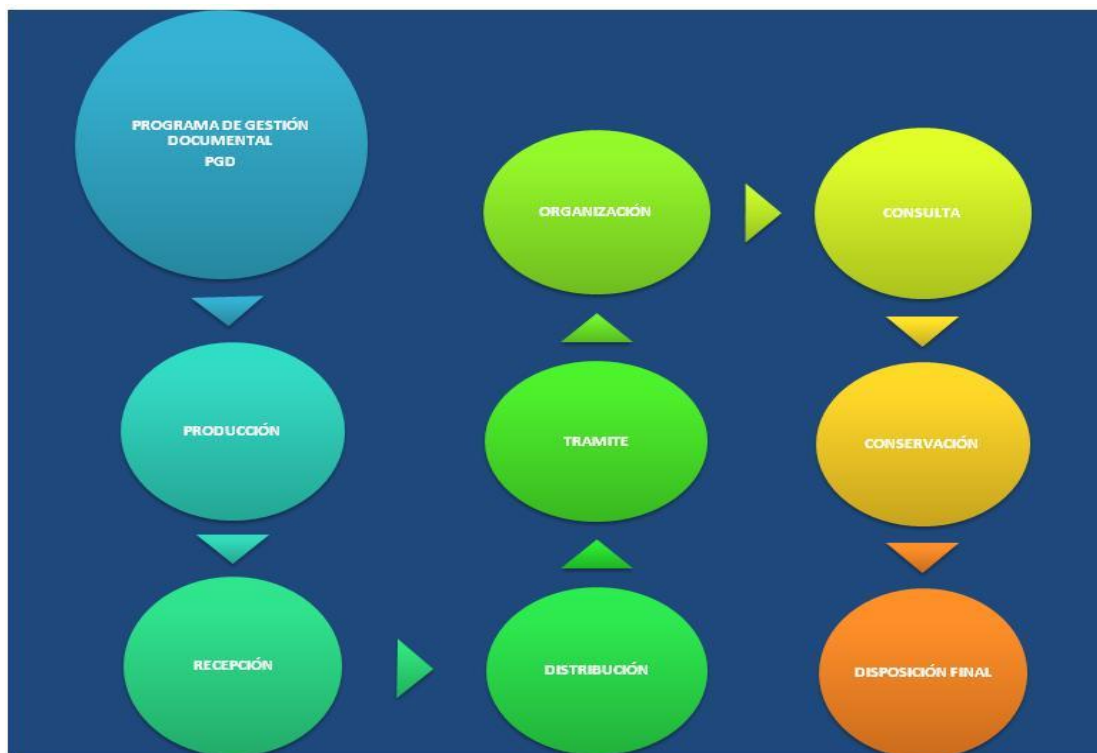 PROGRAMA DE GESTIÓN
DOCUMENTAL
PGD
PRODUCCIÓN
RECEPCIÓN
DISTRIBUCIÓN
TRAMITE
ORGANIZACIÓN
CONSULTA
CONSERVACIÓN
DISPOSICIÓN FINAL